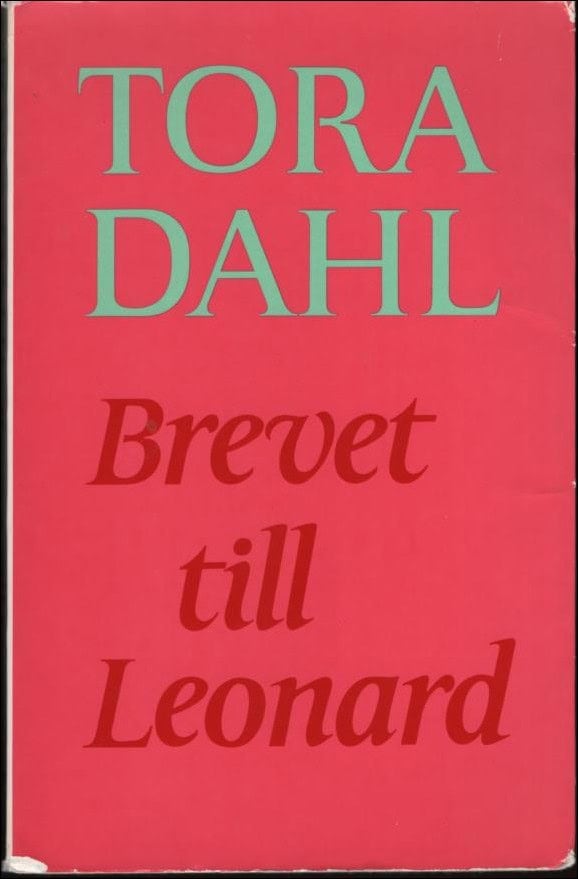 TORA
DAHL
Brevet
till
Leonard